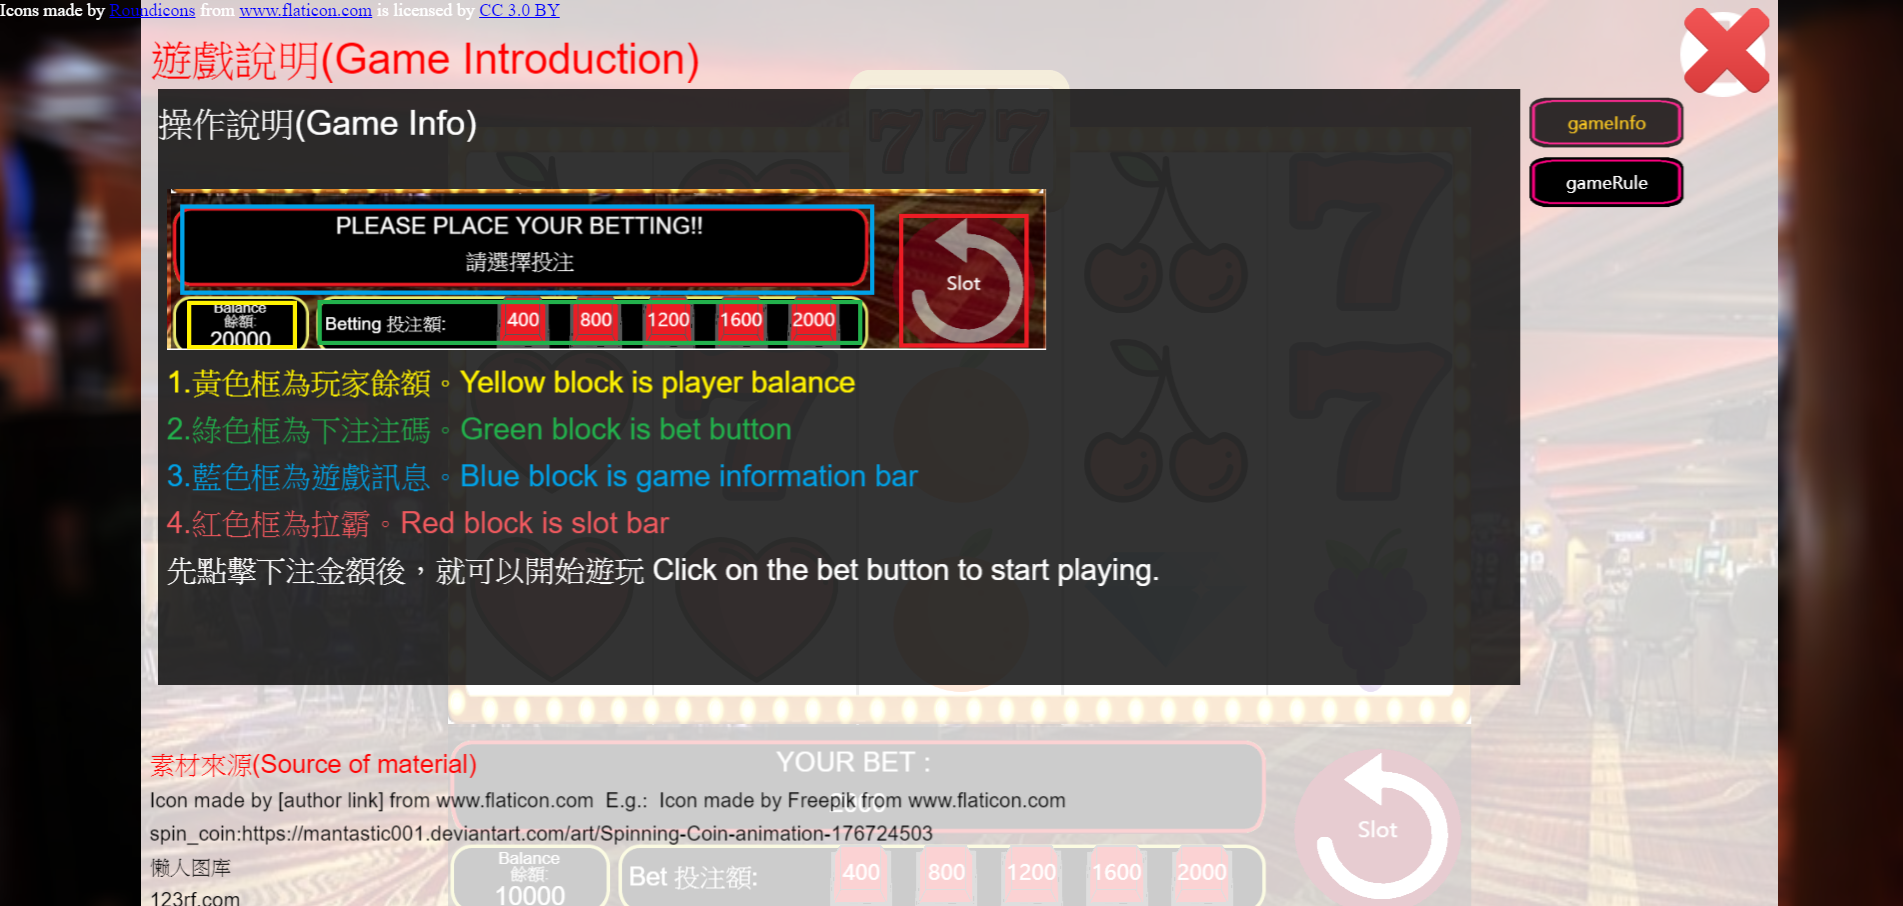 Icons made by Roundicons from www.flaticon.com is licensed by CC 3.0 BY
遊戲說明(Game Introduction)
操作說明(Game Info)
gameInfo
gameRule
PLEASE PLACE YOUR BETTING!!
請選擇投注
Slot
Balance
餘額:
20000
Betting 投注額:
400
800
1200
1600
2000
1.黃色框為玩家餘額。Yellow block is player balance
2.綠色框為下注注碼。Green block is bet button
3.藍色框為遊戲訊息。Blue block is game information bar
4.紅色框為拉霸。Red block is slot bar
先點擊下注金額後，就可以開始遊玩 Click on the bet button to start playing.
素材來源(Source of material)
YOUR BET :
Icon made by [author link] from www.flaticon.com  E.g.:  Icon made by Freepik from www.flaticon.com
spin_coin:https://mantastic001.deviantart.com/art/Spinning-Coin-animation-176724503
懒人图库
123rf.com
Slot
Balance
餘額:
10000
Bet 投注額:
400
800
1200
1600
2000